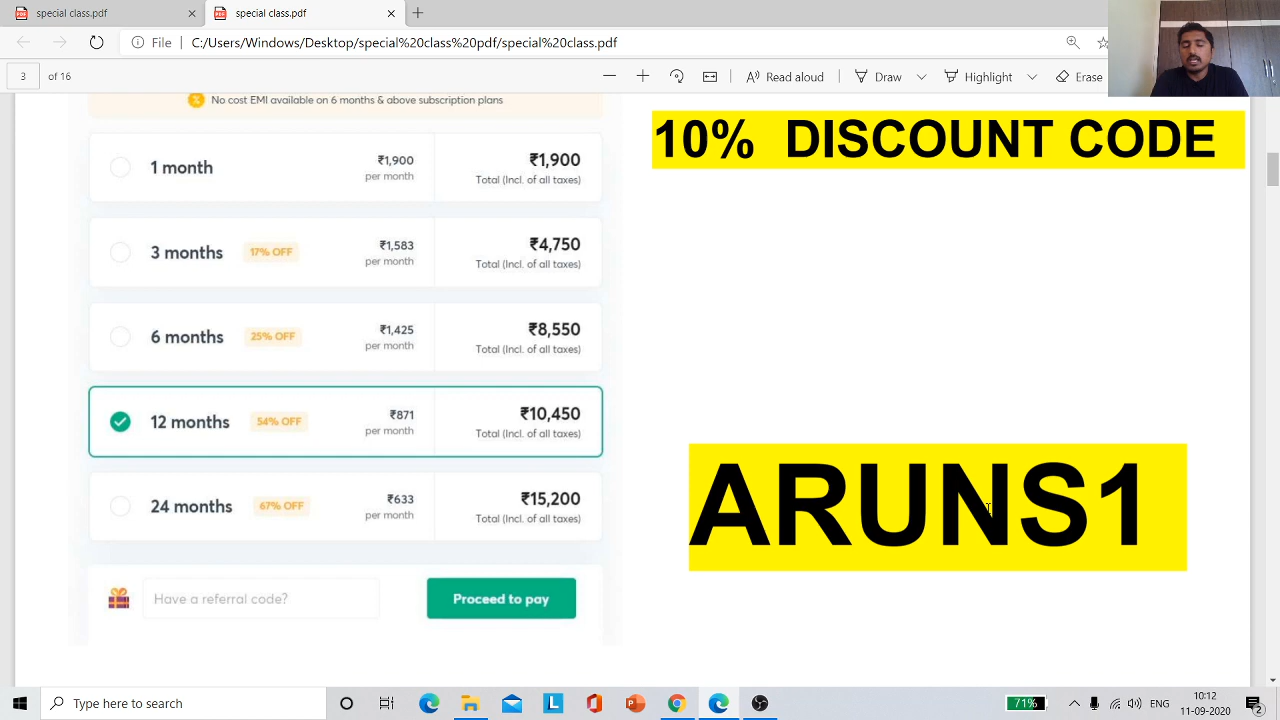 special class.pdf
special class.pdf
File C:/Users/Windows/Desktop/special%20class%20pdf/special%20class.pdf
3 of 16
Read aloud Draw Highlight Erase
No cost EMI available on 6 months & above subscription plans
1 month ₹1,900 per month ₹1,900 Total (Incl. of all taxes)
3 months 17% OFF ₹1,583 per month ₹4,750 Total (Incl. of all taxes)
6 months 25% OFF ₹1,425 per month ₹8,550 Total (Incl. of all taxes)
12 months 54% OFF ₹871 per month ₹10,450 Total (Incl. of all taxes)
24 months 67% OFF ₹633 per month ₹15,200 Total (Incl. of all taxes)
Have a referral code? Proceed to pay
10% DISCOUNT CODE
ARUNS1
Type here to search
71%
ENG
10:12
11-09-2020
2